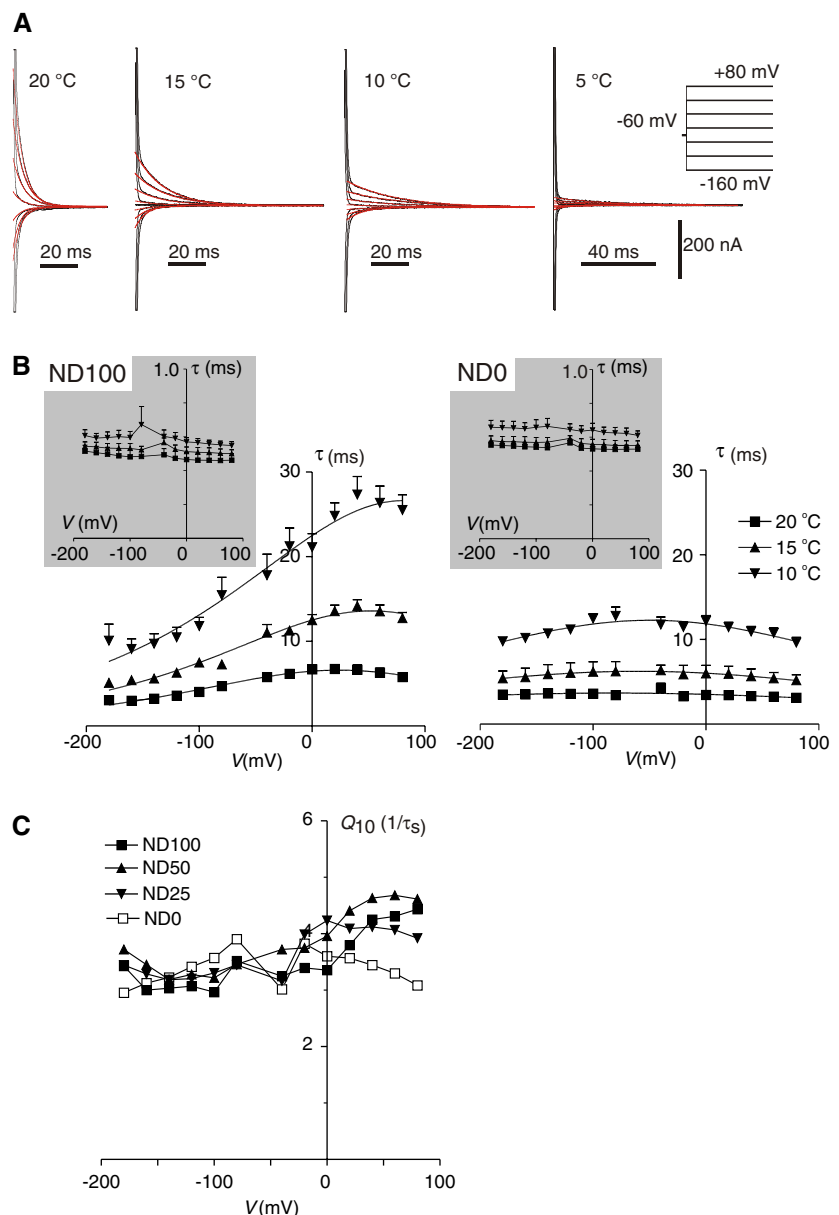 A
20 °C
15 °C
10 °C
5 °C
+80 mV
-60 mV
-160 mV
20 ms
20 ms
20 ms
40 ms
200 nA
B
ND100
1.0
τ (ms)
V (mV)
-200
-100
0
100
τ (ms)
30
20
10
-200
-100
0
100
V(mV)
ND0
1.0
τ (ms)
V(mV)
-200
-100
0
100
τ (ms)
30
20
10
20 °C
15 °C
10 °C
-200
-100
0
100
V(mV)
C
Q10 (1/τS)
6
4
2
ND100
ND50
ND25
ND0
-200
-100
0
100
V(mV)